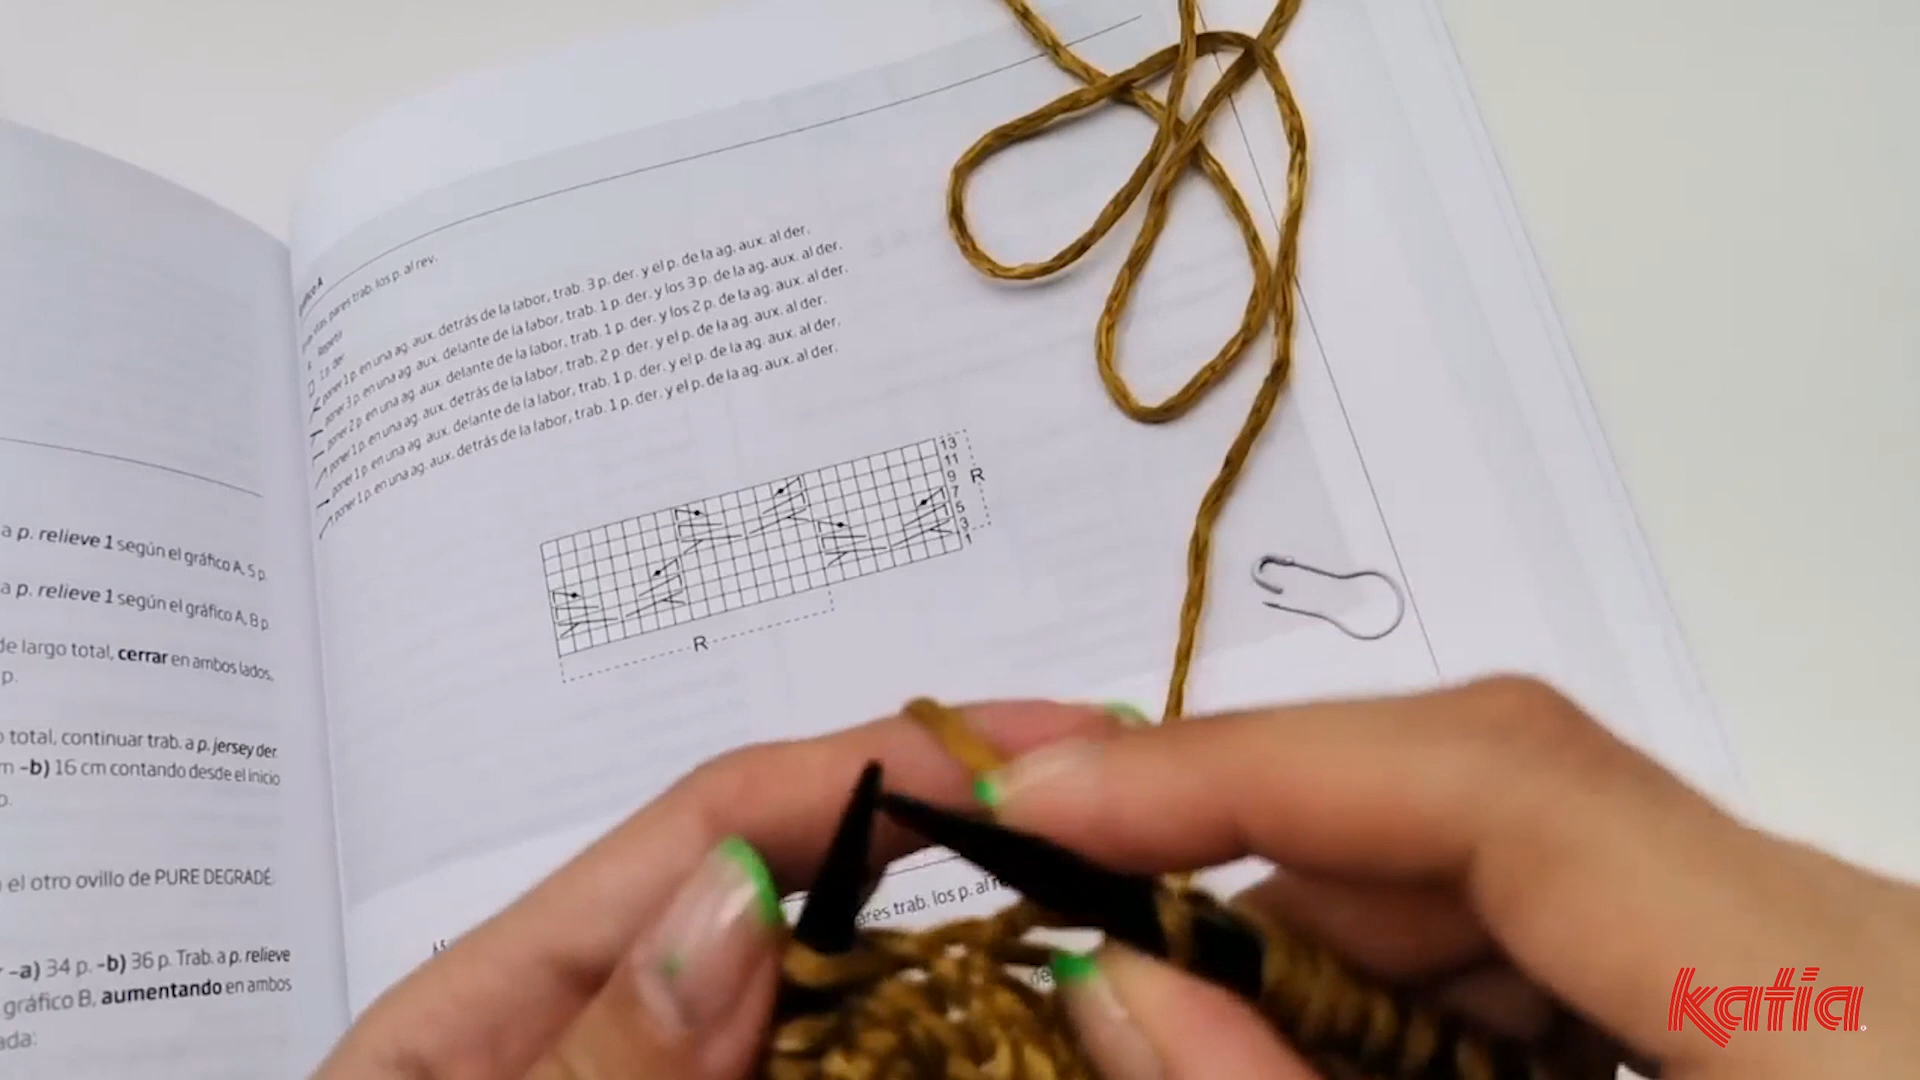 a p. relieve 1 según el gráfico A, 5 p.
a p. relieve 1 según el gráfico A, 8 p.
de largo total, cerrar en ambos lados,
p.
total, continuar trab. a p. jersey der.
-b) 16 cm contando desde el inicio
el otro ovillo de PURE DEGRADÉ.
-a) 34 p. -b) 36 p. Trab. a p. relieve
gráfico B, aumentando en ambos
ada:
Gráfico A
pares trab. los p. al rev.
Repetir
1 p. der.
poner 1 p. en una ag. aux. detrás de la labor, trab. 3 p. der. y el p. de la ag. aux. al der.
poner 3 p. en una ag. aux. delante de la labor, trab. 1 p. der. y los 3 p. de la ag. aux. al der.
poner 2 p. en una ag. aux. delante de la labor, trab. 1 p. der. y los 2 p. de la ag. aux. al der.
poner 1 p. en una ag. aux. detrás de la labor, trab. 2 p. der. y el p. de la ag. aux. al der.
poner 1 p. en una ag. aux. delante de la labor, trab. 1 p. der. y el p. de la ag. aux. al der.
poner 1 p. en una ag. aux. detrás de la labor, trab. 1 p. der. y el p. de la ag. aux. al der.
13
11
9
7
5
3
1
R
R
ares trab. los p. al re
de
katia